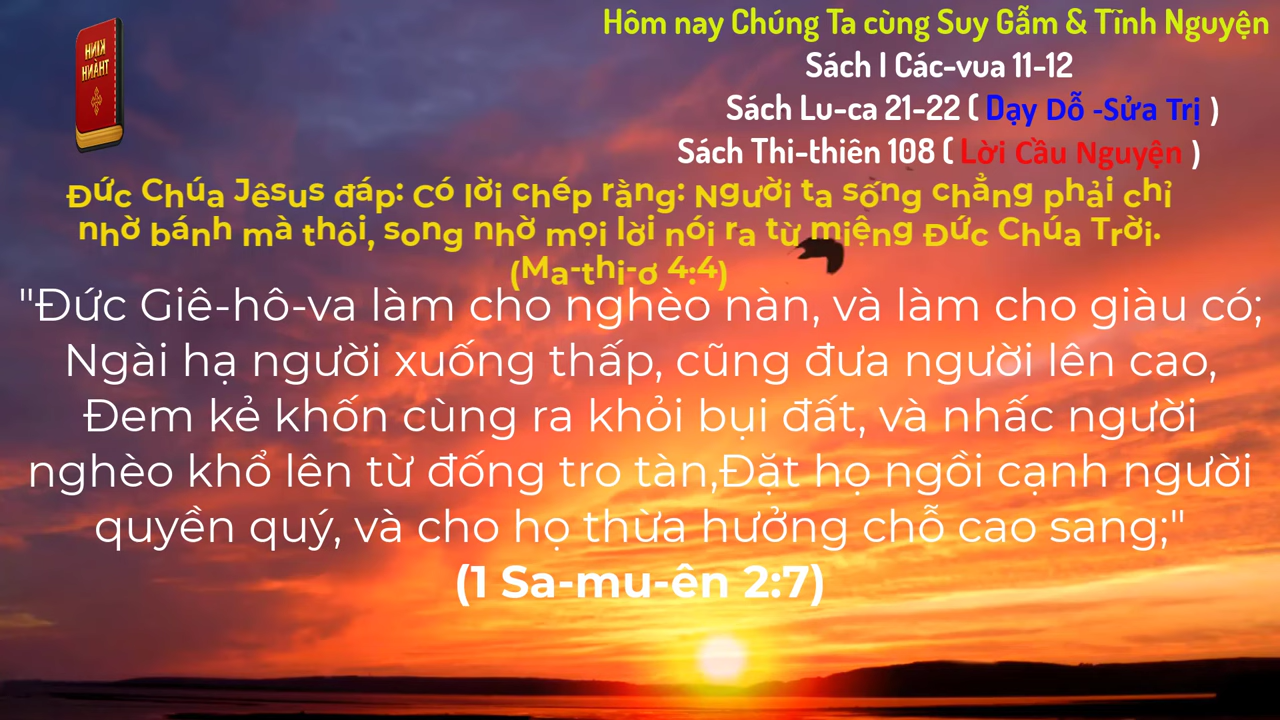 KINH
THÁNH
Hôm nay Chúng Ta cùng Suy Gẫm & Tĩnh Nguyện
Sách I Các-vua 11-12
Sách Lu-ca 21-22 ( Dạy Dỗ -Sửa Trị )
Sách Thi-thiên 108 ( Lời Cầu Nguyện )
Đức Chúa Jêsus đáp: Có lời chép rằng: Người ta sống chẳng phải chỉ
nhờ bánh mà thôi, song nhờ mọi lời nói ra từ miệng Đức Chúa Trời.
(Ma-thi-ơ 4:4)
"Đức Giê-hô-va làm cho nghèo nàn, và làm cho giàu có;
Ngài hạ người xuống thấp, cũng đưa người lên cao,
Đem kẻ khốn cùng ra khỏi bụi đất, và nhấc người
nghèo khổ lên từ đống tro tàn,Đặt họ ngồi cạnh người
quyền quý, và cho họ thừa hưởng chỗ cao sang;"
(1 Sa-mu-ên 2:7)